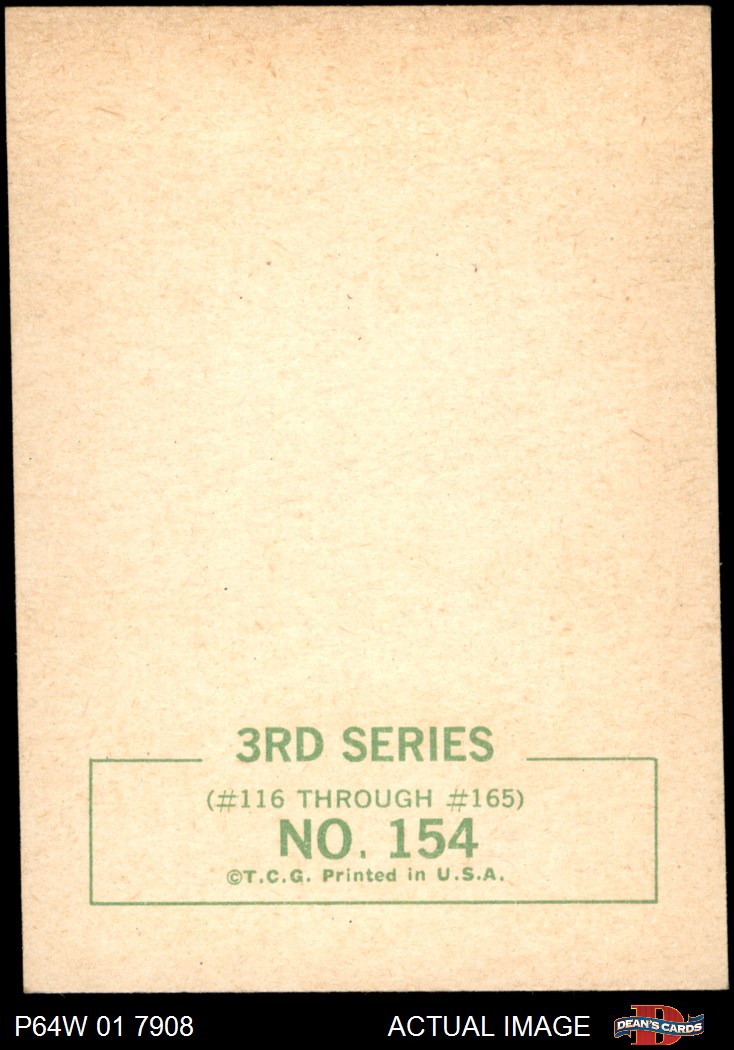 3RD SERIES
(#116 THROUGH #165)
NO. 154
©T.C.G. Printed in U.S.A.
P64W 01 7908
ACTUAL IMAGE
DEAN'S CARDS